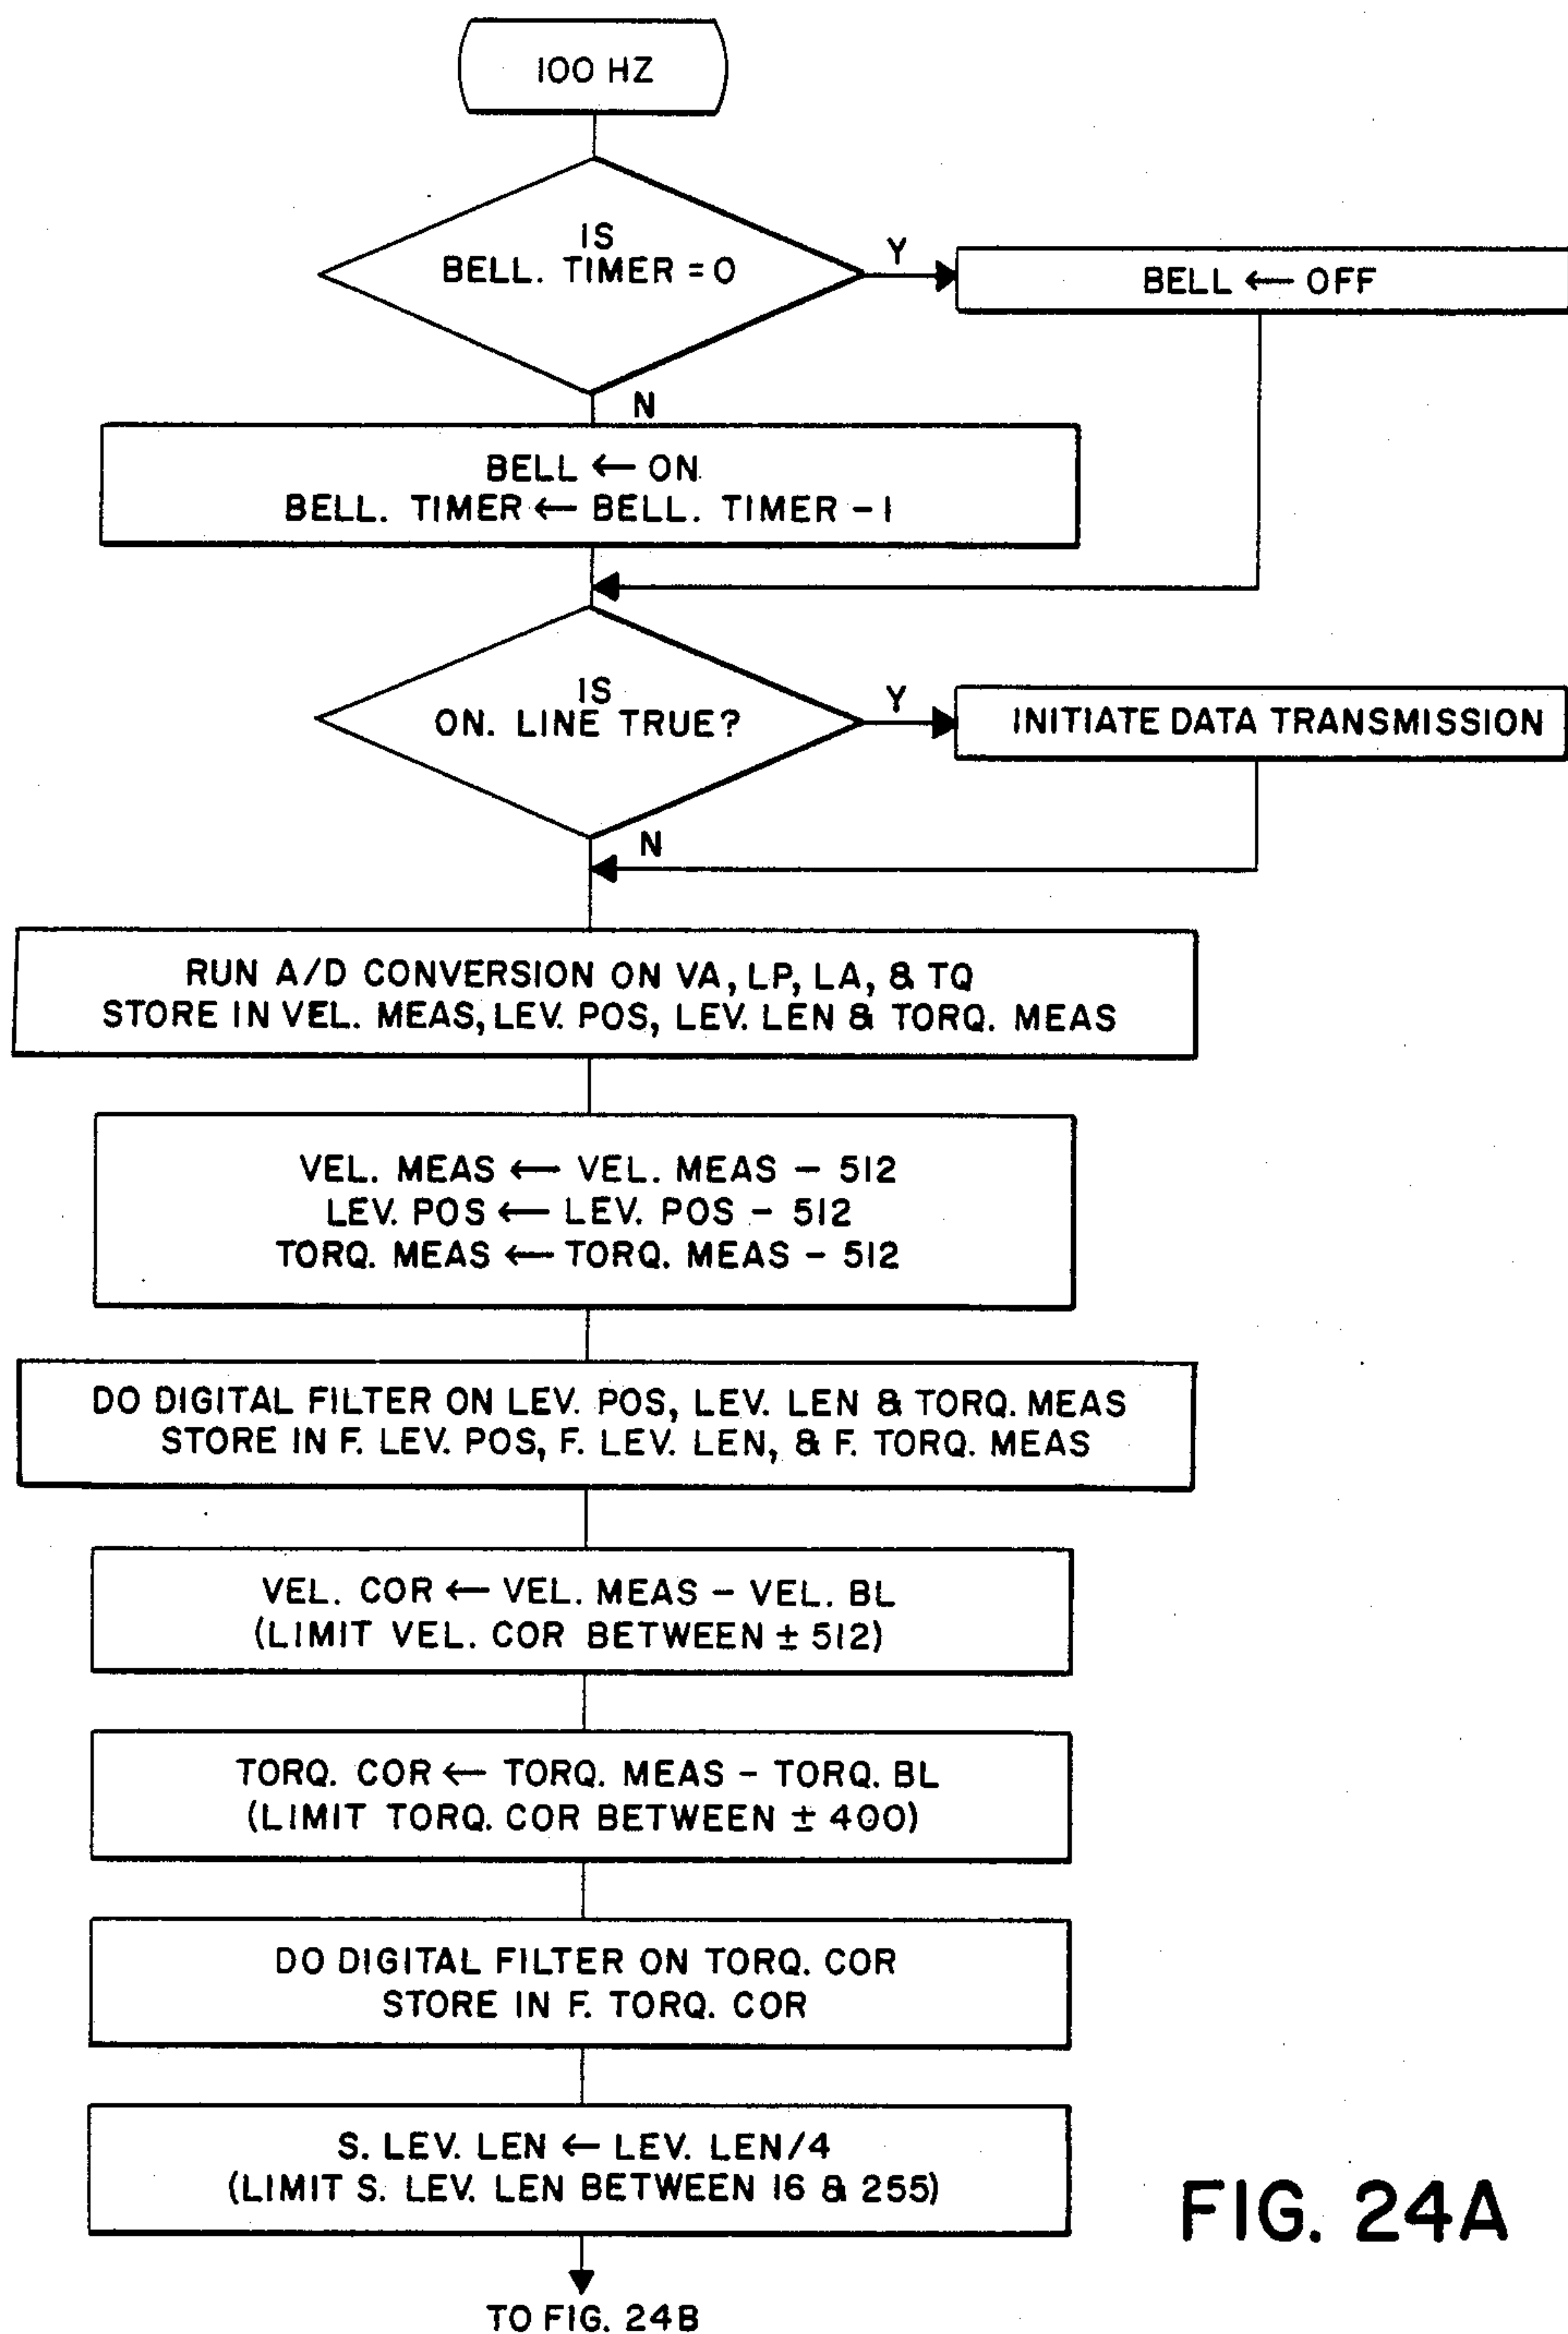 100 HZ
IS
BELL. TIMER = 0
Y
BELL ← OFF
N
BELL ← ON
BELL. TIMER ← BELL. TIMER - 1
IS
ON. LINE TRUE?
Y
INITIATE DATA TRANSMISSION
N
RUN A/D CONVERSION ON VA, LP, LA, & TQ
STORE IN VEL. MEAS, LEV. POS, LEV. LEN & TORQ. MEAS
VEL. MEAS ← VEL. MEAS - 512
LEV. POS ← LEV. POS - 512
TORQ. MEAS ← TORQ. MEAS - 512
DO DIGITAL FILTER ON LEV. POS, LEV. LEN & TORQ. MEAS
STORE IN F. LEV. POS, F. LEV. LEN, & F. TORQ. MEAS
VEL. COR ← VEL. MEAS - VEL. BL
(LIMIT VEL. COR BETWEEN ± 512)
TORQ. COR ← TORQ. MEAS - TORQ. BL
(LIMIT TORQ. COR BETWEEN ± 400)
DO DIGITAL FILTER ON TORQ. COR
STORE IN F. TORQ. COR
S. LEV. LEN ← LEV. LEN/4
(LIMIT S. LEV. LEN BETWEEN 16 & 255)
TO FIG. 24B
FIG. 24A